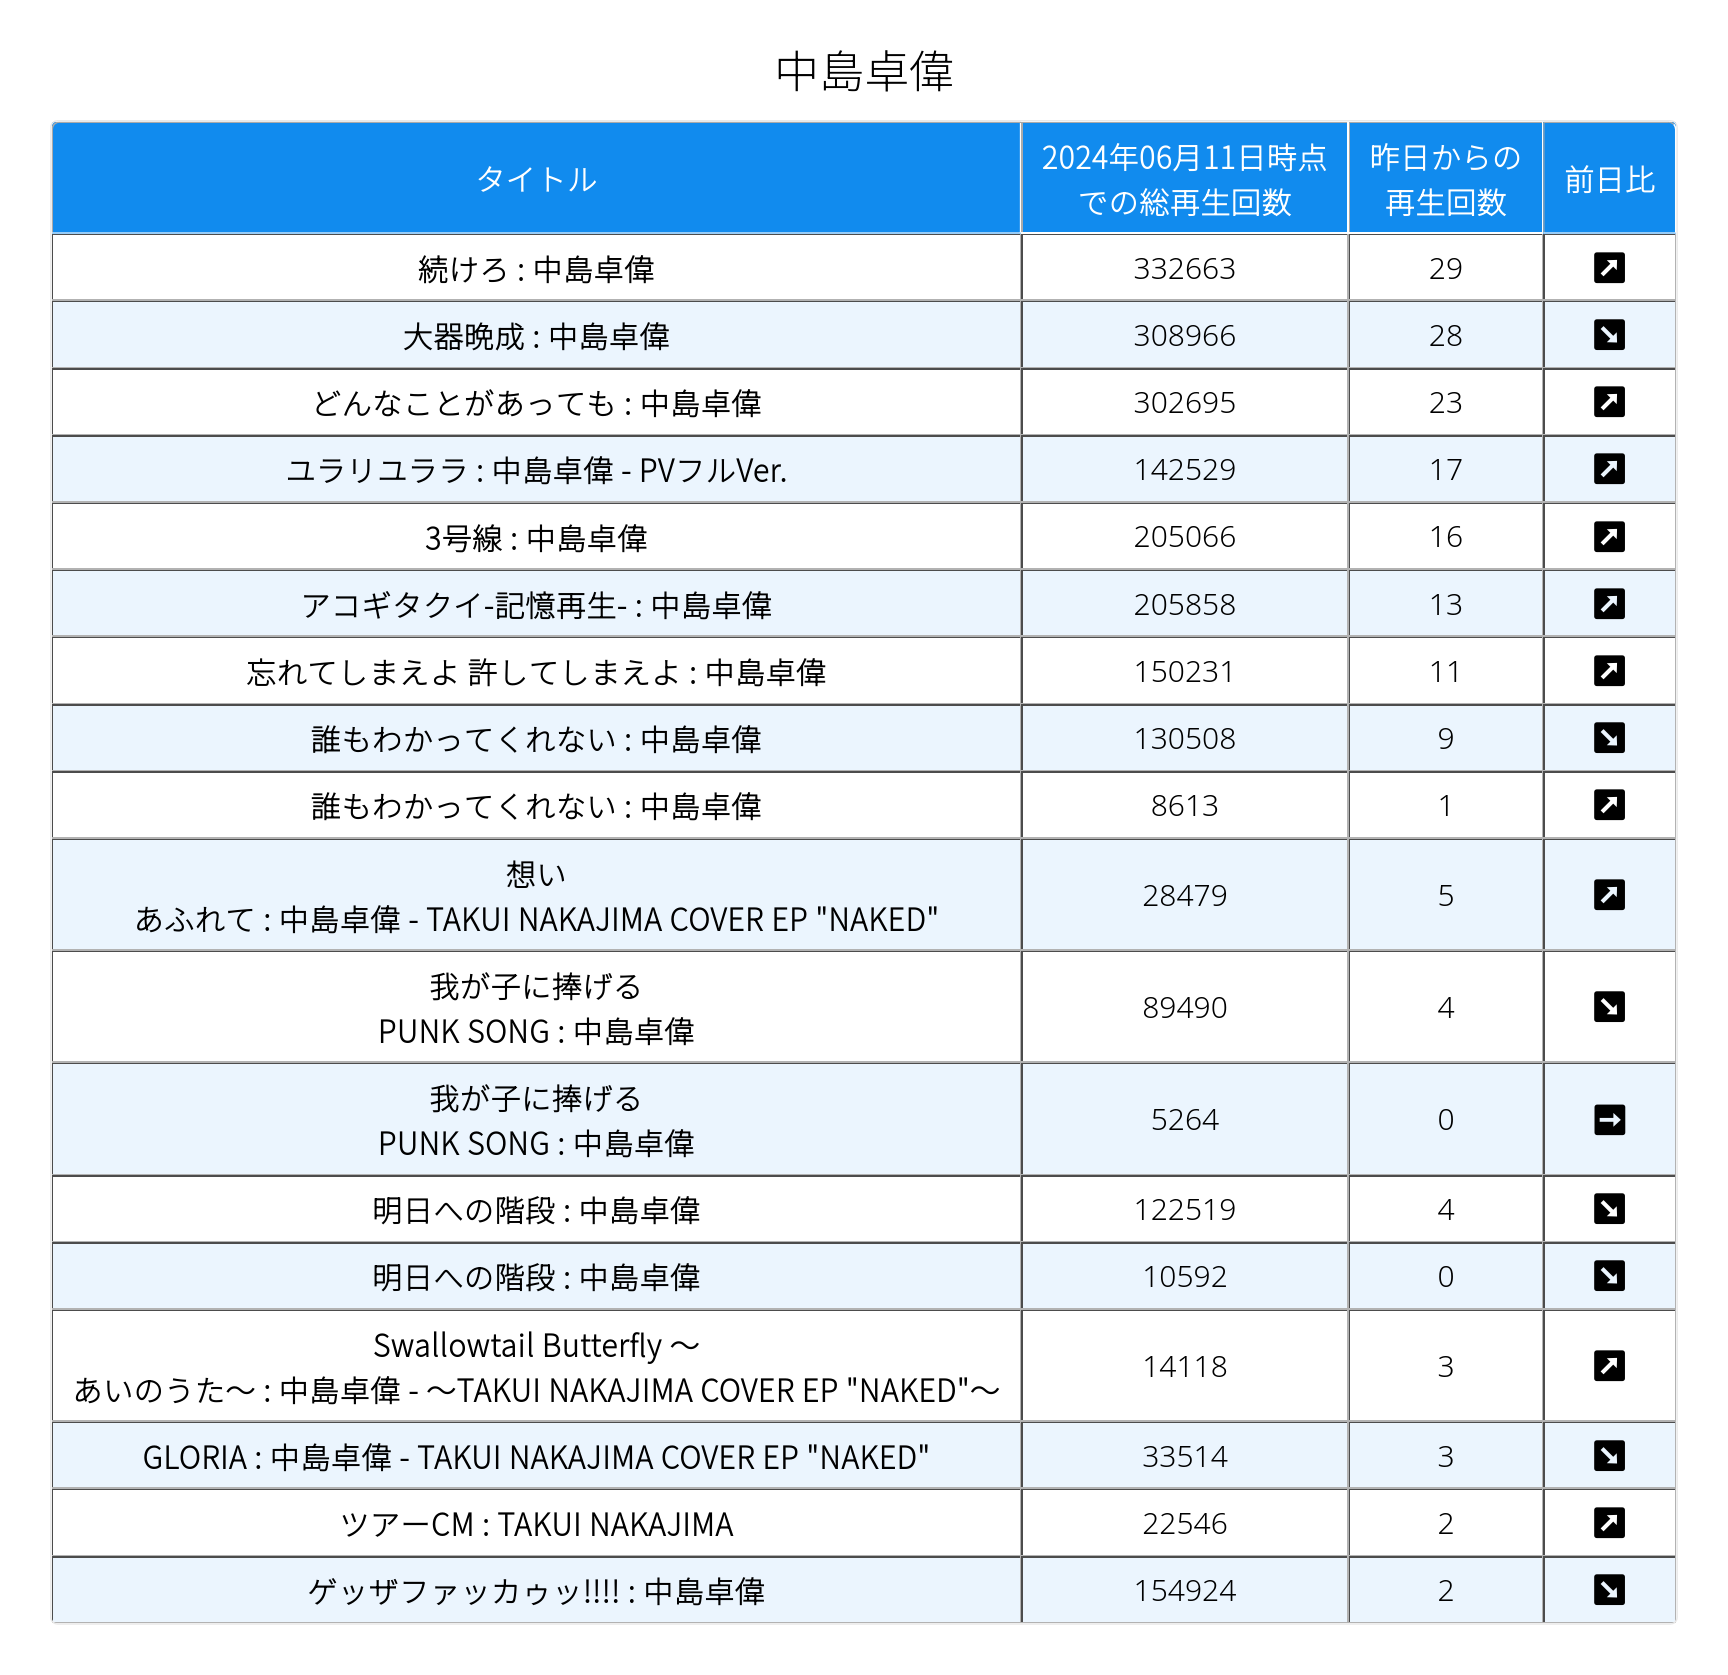 中島卓偉
タイトル
2024年06月11日時点
での総再生回数
昨日からの
再生回数
前日比
続けろ : 中島卓偉
332663
29
大器晩成 : 中島卓偉
308966
28
どんなことがあっても : 中島卓偉
302695
23
ユラリユララ : 中島卓偉 - PVフルVer.
142529
17
3号線 : 中島卓偉
205066
16
アコギタクイ-記憶再生- : 中島卓偉
205858
13
忘れてしまえよ 許してしまえよ : 中島卓偉
150231
11
誰もわかってくれない : 中島卓偉
130508
9
誰もわかってくれない : 中島卓偉
8613
1
想い
あふれて : 中島卓偉 - TAKUI NAKAJIMA COVER EP "NAKED"
28479
5
我が子に捧げる
PUNK SONG : 中島卓偉
89490
4
我が子に捧げる
PUNK SONG : 中島卓偉
5264
0
明日への階段 : 中島卓偉
122519
4
明日への階段 : 中島卓偉
10592
0
Swallowtail Butterfly ～
あいのうた～ : 中島卓偉 - ～TAKUI NAKAJIMA COVER EP "NAKED"～
14118
3
GLORIA : 中島卓偉 - TAKUI NAKAJIMA COVER EP "NAKED"
33514
3
ツアーCM : TAKUI NAKAJIMA
22546
2
ゲッザファッカゥッ!!!! : 中島卓偉
154924
2